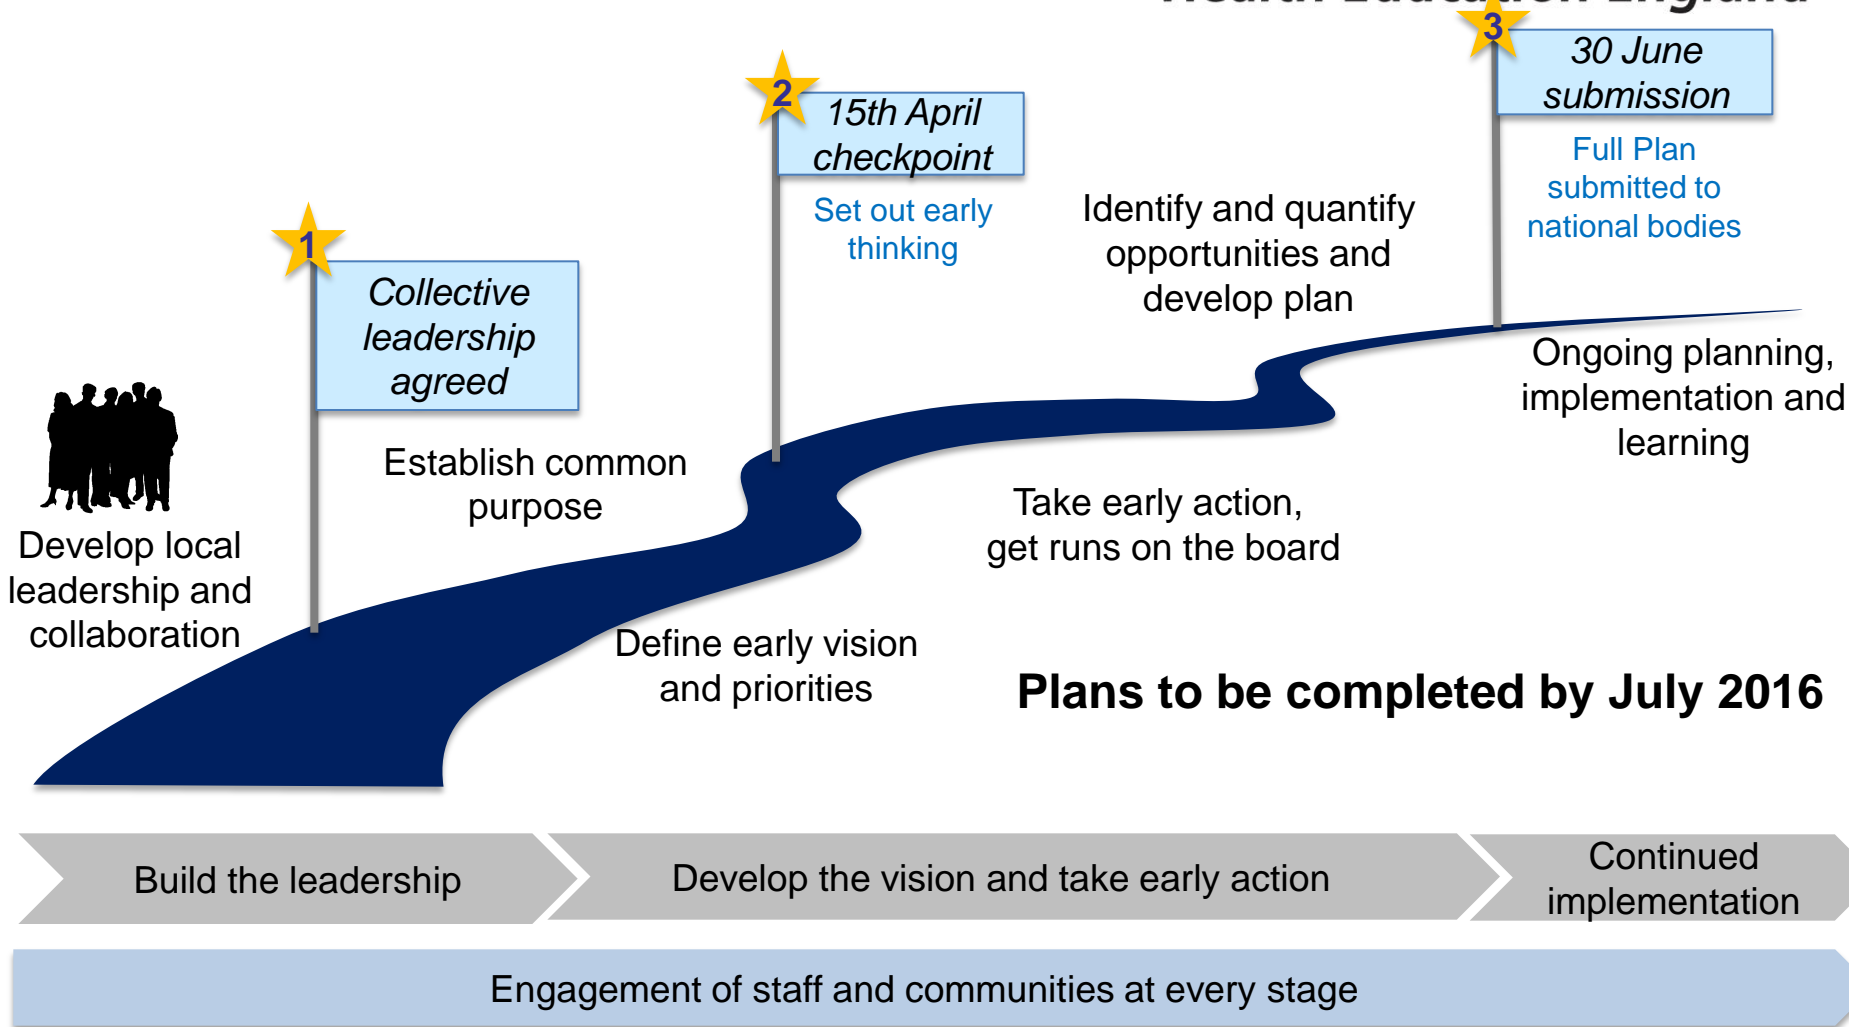 Health Education England
3
30 June
submission
Full Plan
submitted to
national bodies
2
15th April
checkpoint
Set out early
thinking
Identify and quantify
opportunities and
develop plan
1
Collective
leadership
agreed
Ongoing planning,
implementation and
learning
Establish common
purpose
Take early action,
get runs on the board
Develop local
leadership and
collaboration
Define early vision
and priorities
Plans to be completed by July 2016
Build the leadership
Develop the vision and take early action
Continued
implementation
Engagement of staff and communities at every stage